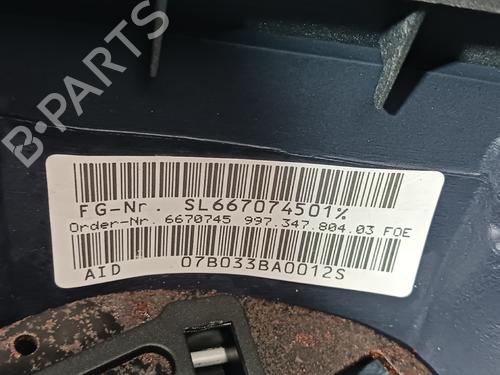 B-PARTS
FG-Nr. SL667074501%
Order-Nr. 6670745 997.347.804.03 FOE
AID 07B033BA0012S